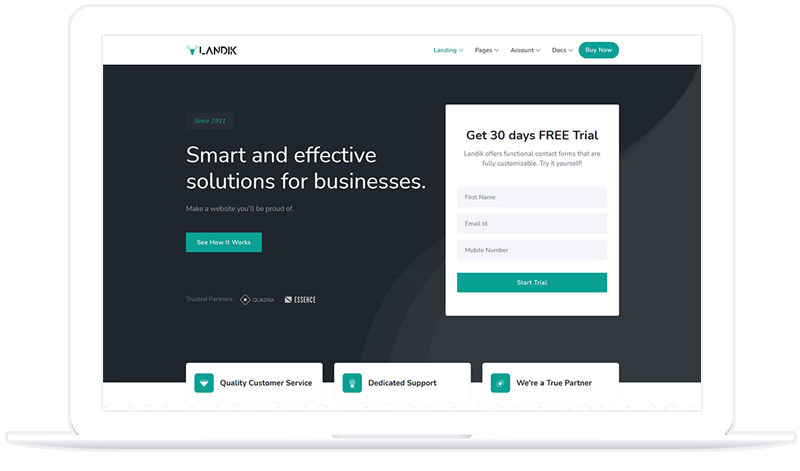 LANDIK
Landing Pages Account Docs Buy Now
Since 1911
Smart and effective
solutions for businesses.
Make a website you'll be proud of.
See How It Works
Trusted Partners: QUADRA ESSENCE
Get 30 days FREE Trial
Landik offers functional contact forms that are
fully customizable. Try it yourself!
First Name
Email Id
Mobile Number
Start Trial
Quality Customer Service
Dedicated Support
We're a True Partner